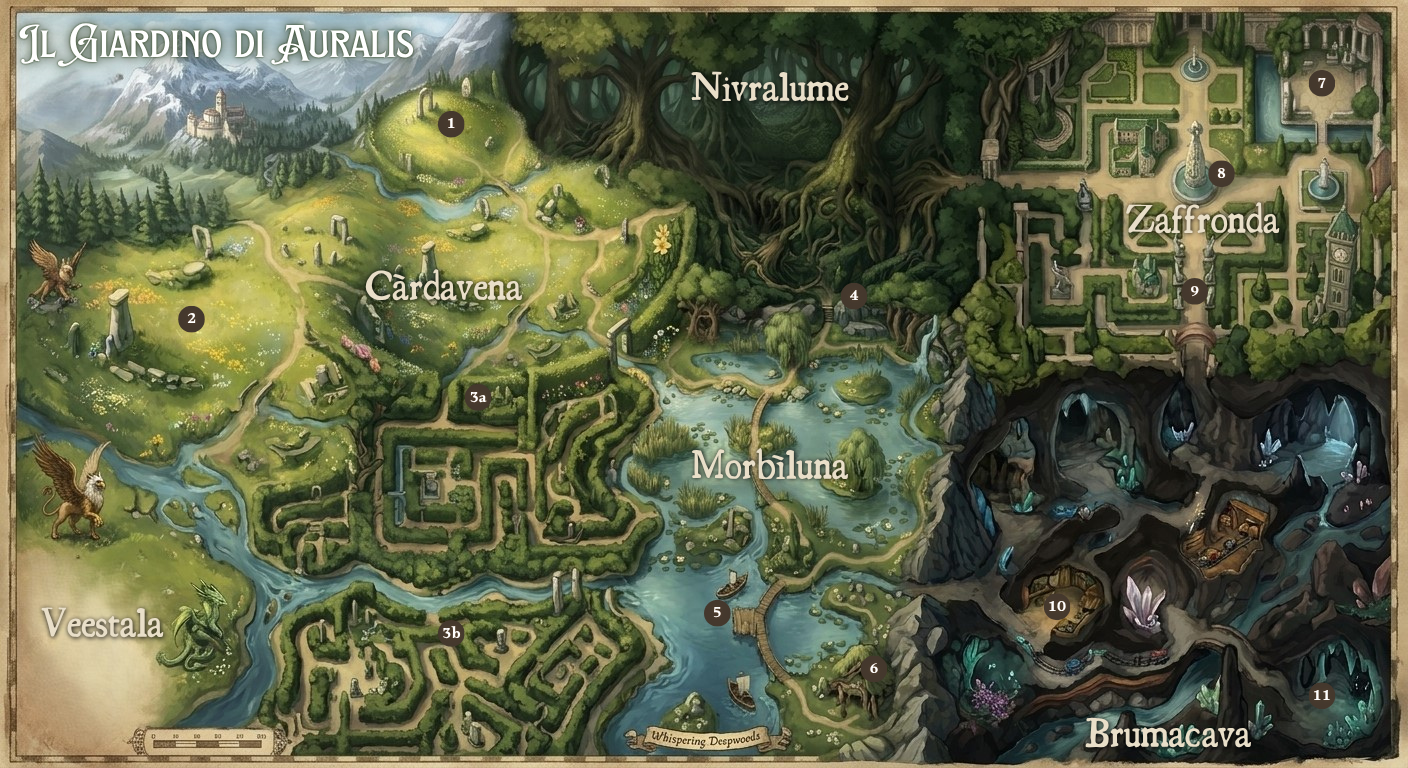 Il Giardino di Auralis
Nivralume
7
1
8
Zaffronda
Càrdavena
9
4
2
3a
Morbìluna
10
5
Veestala
3b
6
11
Brumacava
Whispering Despwoods